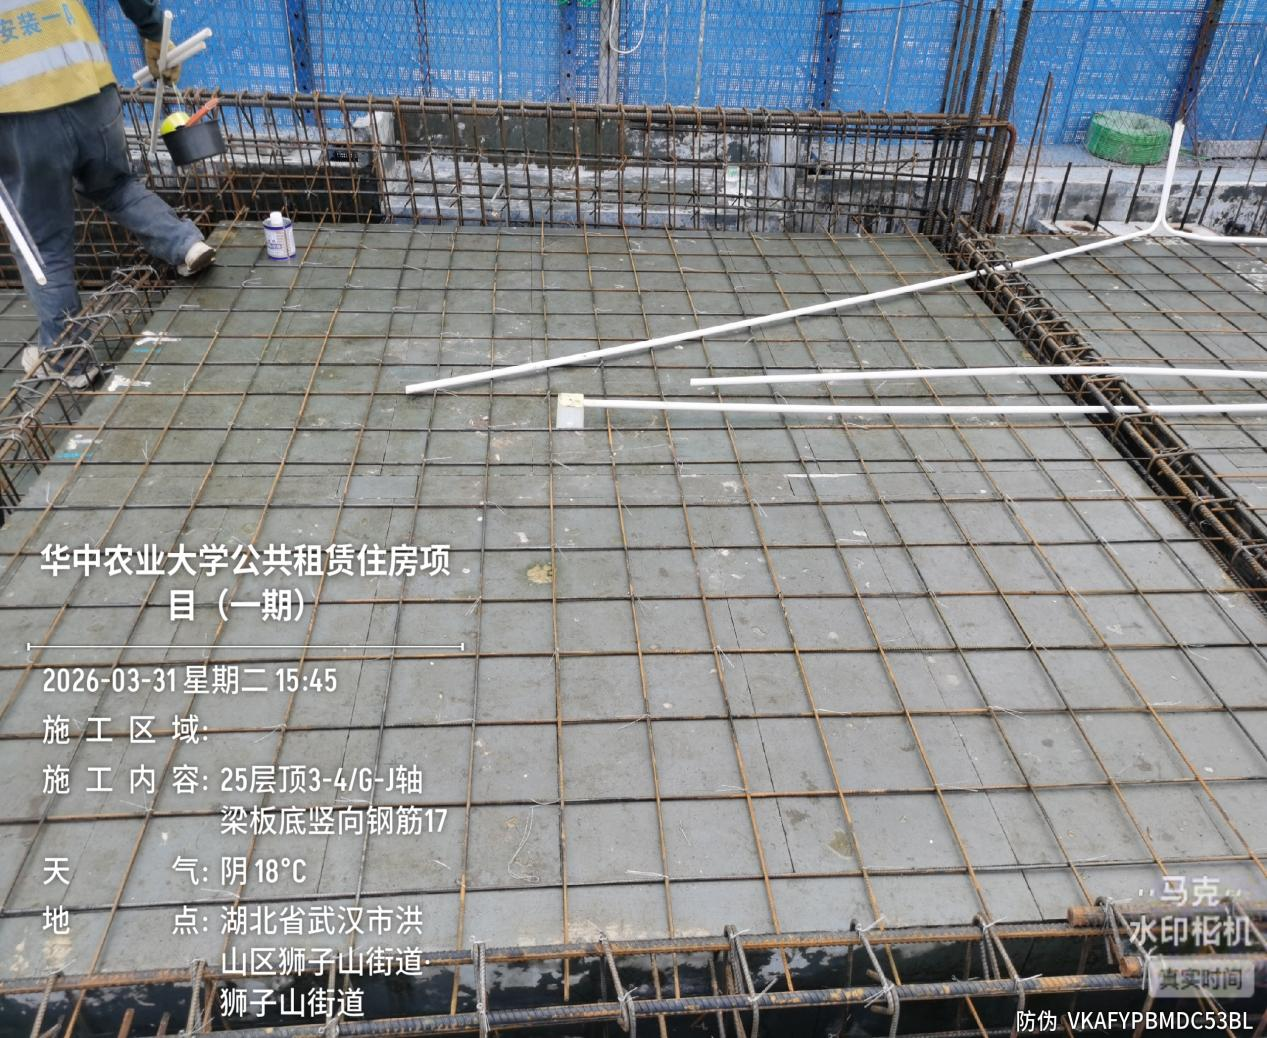 安装一
华中农业大学公共租赁住房项
目（一期）
2026-03-31 星期二 15:45
施工区域:
施工内容: 25层顶3-4/G-J轴
梁板底竖向钢筋17
天气: 阴 18°C
地点: 湖北省武汉市洪
山区狮子山街道·
狮子山街道
马克
水印相机
真实时间
防伪 VKAFYPBMDC53BL